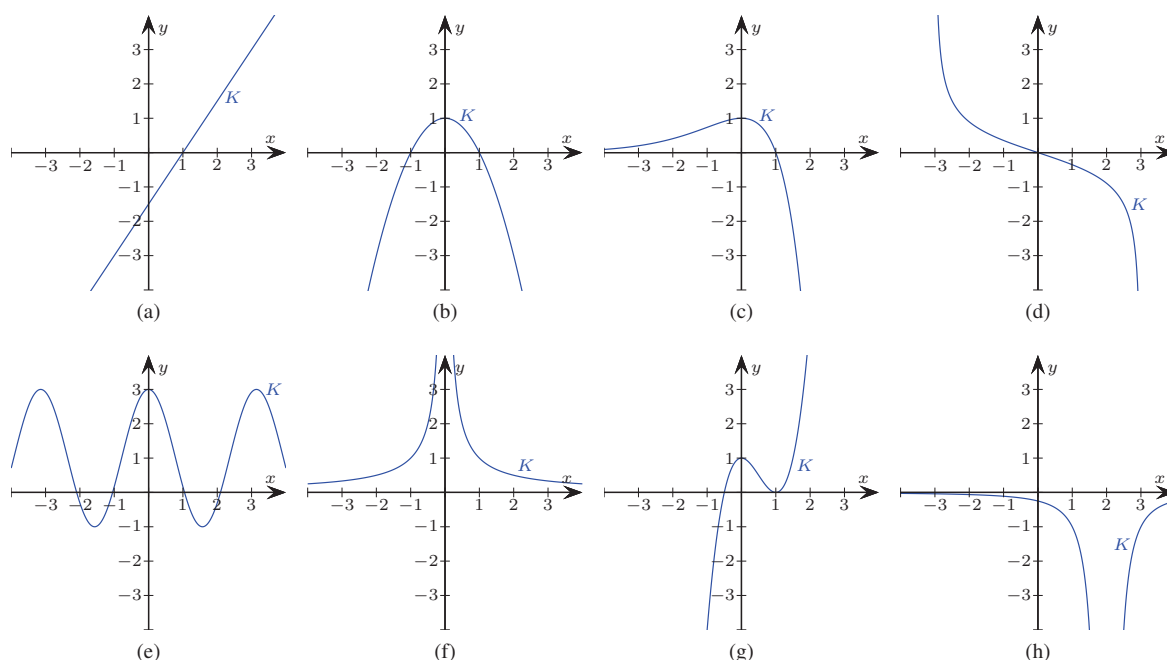 y y y y
3 3 3 3
2 2 2 2
K
1 1 K 1 K 1
x x x x
−3 −2 −1 1 2 3 −3 −2 −1 1 2 3 −3 −2 −1 1 2 3 −3 −2 −1 1 2 3
−1 −1 −1 −1
K
−2 −2 −2 −2
−3 −3 −3 −3
(a) (b) (c) (d)
y y y y
3 K 3 3 3
2 2 2 2
1 1 K 1 K 1
x x x x
−3 −2 −1 1 2 3 −3 −2 −1 1 2 3 −3 −2 −1 1 2 3 −3 −2 −1 1 2 3
−1 −1 −1 −1
K
−2 −2 −2 −2
−3 −3 −3 −3
(e) (f) (g) (h)